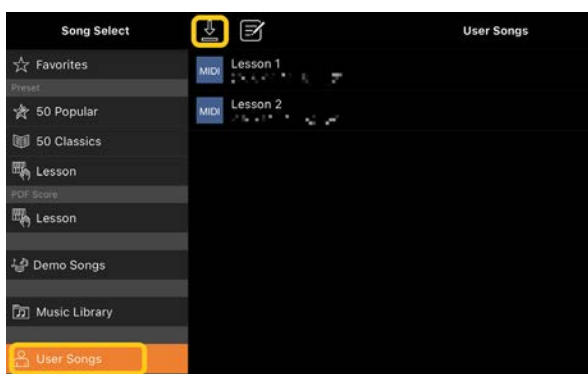 Song Select
User Songs
Favorites
Preset
50 Popular
50 Classics
Lesson
PDF Score
Lesson
Demo Songs
Music Library
User Songs
MIDI
Lesson 1
MIDI
Lesson 2